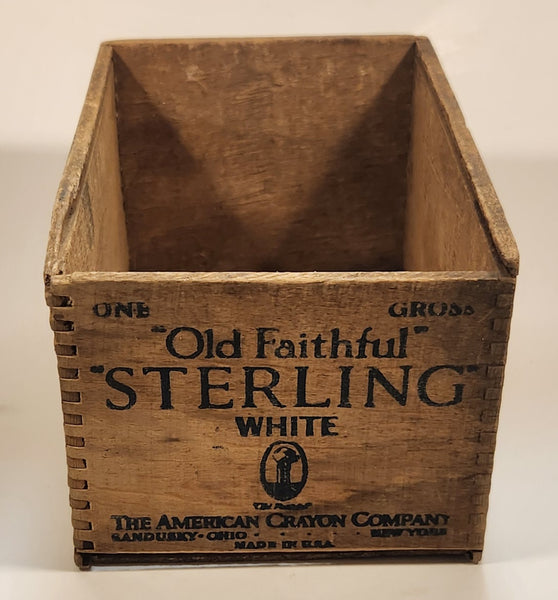 ONE GROSS
"Old Faithful"
"STERLING"
WHITE
THE AMERICAN CRAYON COMPANY
SANDUSKY-OHIO . . . . . NEW YORK
MADE IN U.S.A.